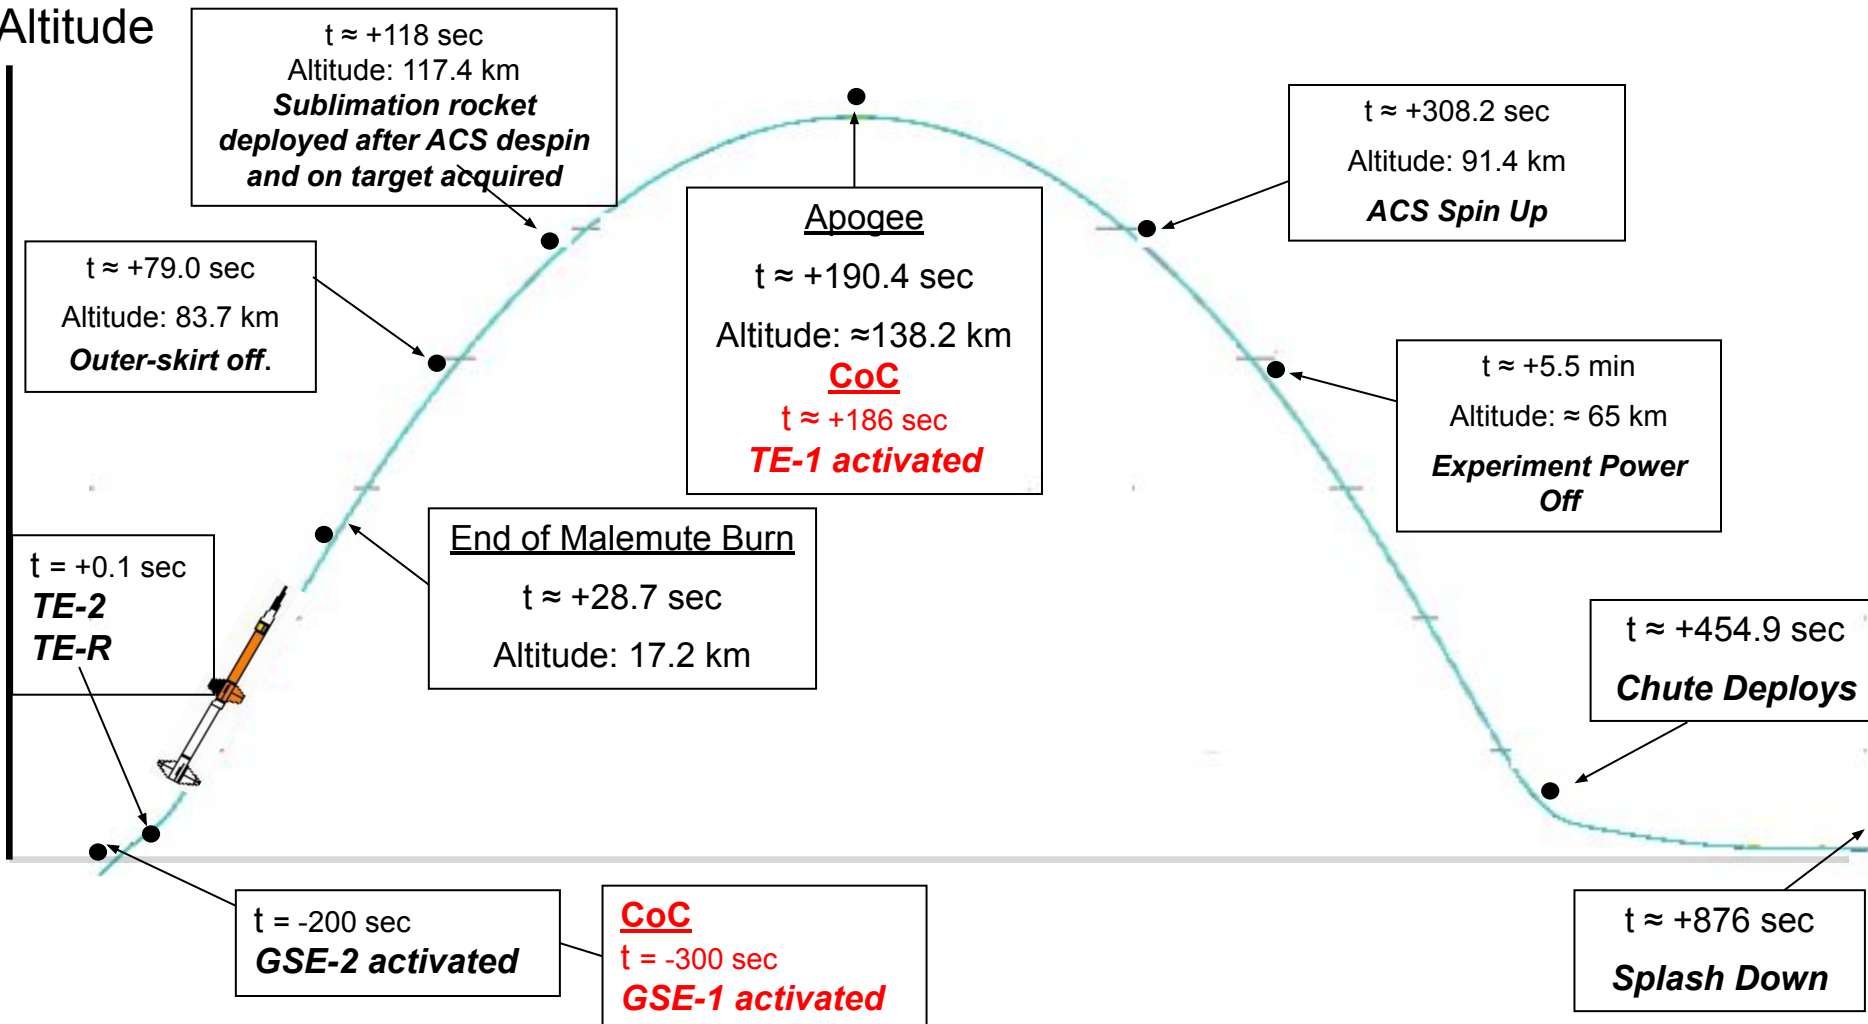 Altitude
t ≈ +118 sec
Altitude: 117.4 km
Sublimation rocket
deployed after ACS despin
and on target acquired
t ≈ +79.0 sec
Altitude: 83.7 km
Outer-skirt off.
t = +0.1 sec
TE-2
TE-R
End of Malemute Burn
t ≈ +28.7 sec
Altitude: 17.2 km
Apogee
t ≈ +190.4 sec
Altitude: ≈138.2 km
CoC
t ≈ +186 sec
TE-1 activated
t ≈ +308.2 sec
Altitude: 91.4 km
ACS Spin Up
t ≈ +5.5 min
Altitude: ≈ 65 km
Experiment Power
Off
t ≈ +454.9 sec
Chute Deploys
t = -200 sec
GSE-2 activated
CoC
t = -300 sec
GSE-1 activated
t ≈ +876 sec
Splash Down